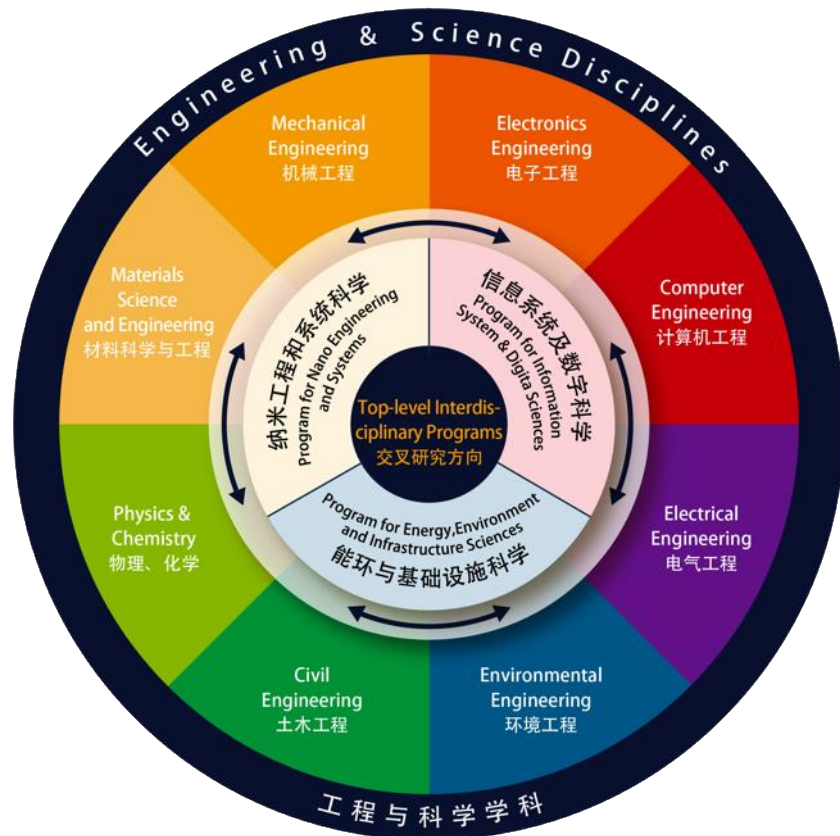 Engineering & Science Disciplines
Mechanical
Engineering
机械工程
Electronics
Engineering
电子工程
Materials
Science
and Engineering
材料科学与工程
Computer
Engineering
计算机工程
纳米工程和系统科学
Program for Nano Engineering
and Systems
信息系统及数字科学
Program for Information
System & Digita Sciences
Top-level Interdis-
ciplinary Programs
交叉研究方向
Program for Energy,Environment
and Infrastructure Sciences
能环与基础设施科学
Physics &
Chemistry
物理、化学
Electrical
Engineering
电气工程
Civil
Engineering
土木工程
Environmental
Engineering
环境工程
工程与科学学科